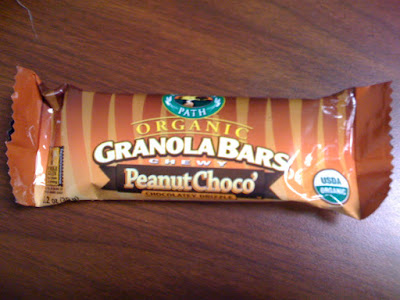 PATH
ORGANIC
GRANOLA BARS
CHEWY
Peanut Choco'
CHOCOLATEY DRIZZLE
USDA
ORGANIC